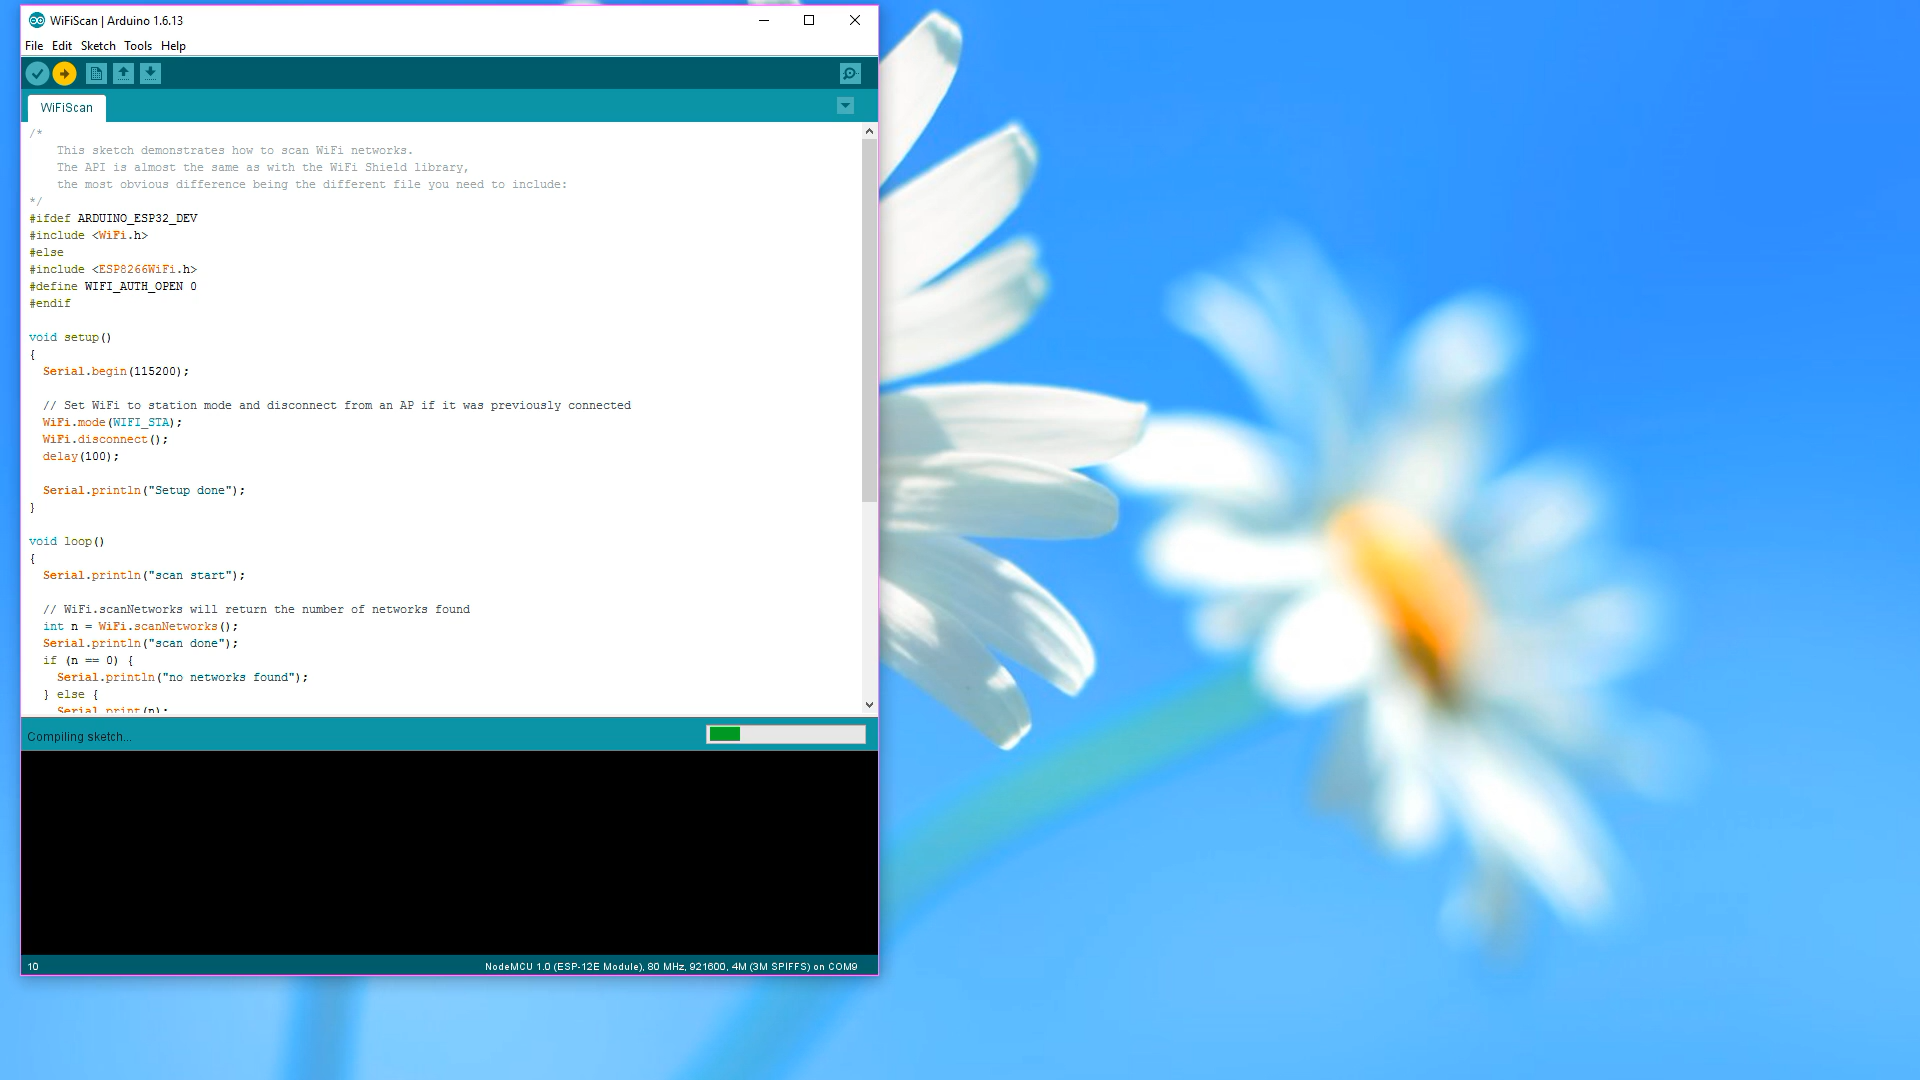 WiFiScan | Arduino 1.6.13
File Edit Sketch Tools Help
WiFiScan
/*
    This sketch demonstrates how to scan WiFi networks.
    The API is almost the same as with the WiFi Shield library,
    the most obvious difference being the different file you need to include:
*/
#ifdef ARDUINO_ESP32_DEV
#include <WiFi.h>
#else
#include <ESP8266WiFi.h>
#define WIFI_AUTH_OPEN 0
#endif
void setup()
{
  Serial.begin(115200);
  // Set WiFi to station mode and disconnect from an AP if it was previously connected
  WiFi.mode(WIFI_STA);
  WiFi.disconnect();
  delay(100);
  Serial.println("Setup done");
}
void loop()
{
  Serial.println("scan start");
  // WiFi.scanNetworks will return the number of networks found
  int n = WiFi.scanNetworks();
  Serial.println("scan done");
  if (n == 0) {
    Serial.println("no networks found");
  } else {
    Serial.print(n);
Compiling sketch...
10 NodeMCU 1.0 (ESP-12E Module), 80 MHz, 921600, 4M (3M SPIFFS) on COM9